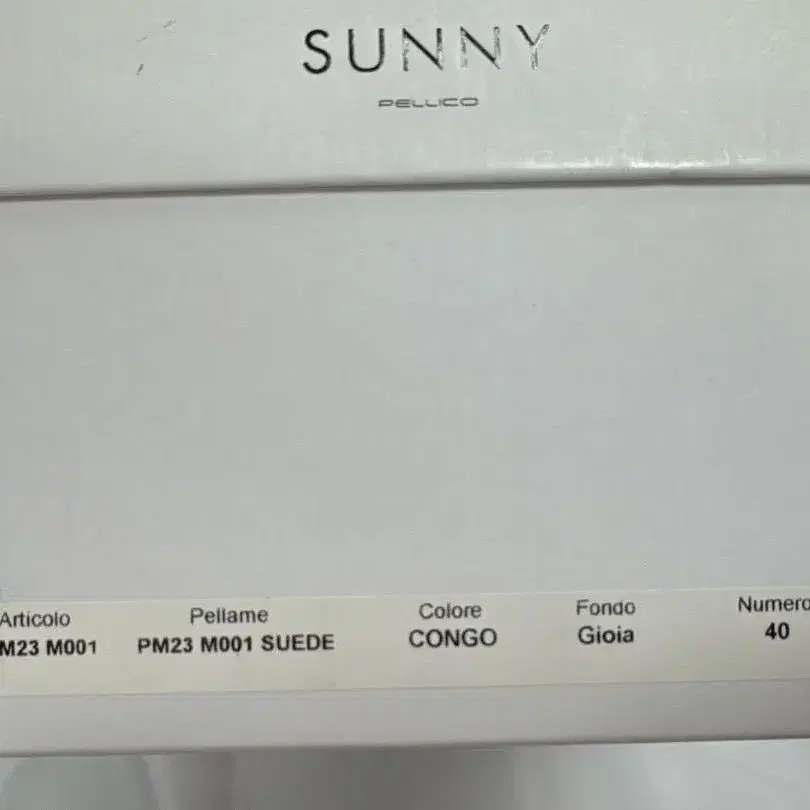 SUNNY
PELLICO
Articolo Pellame Colore Fondo Numero
M23 M001 PM23 M001 SUEDE CONGO Gioia 40